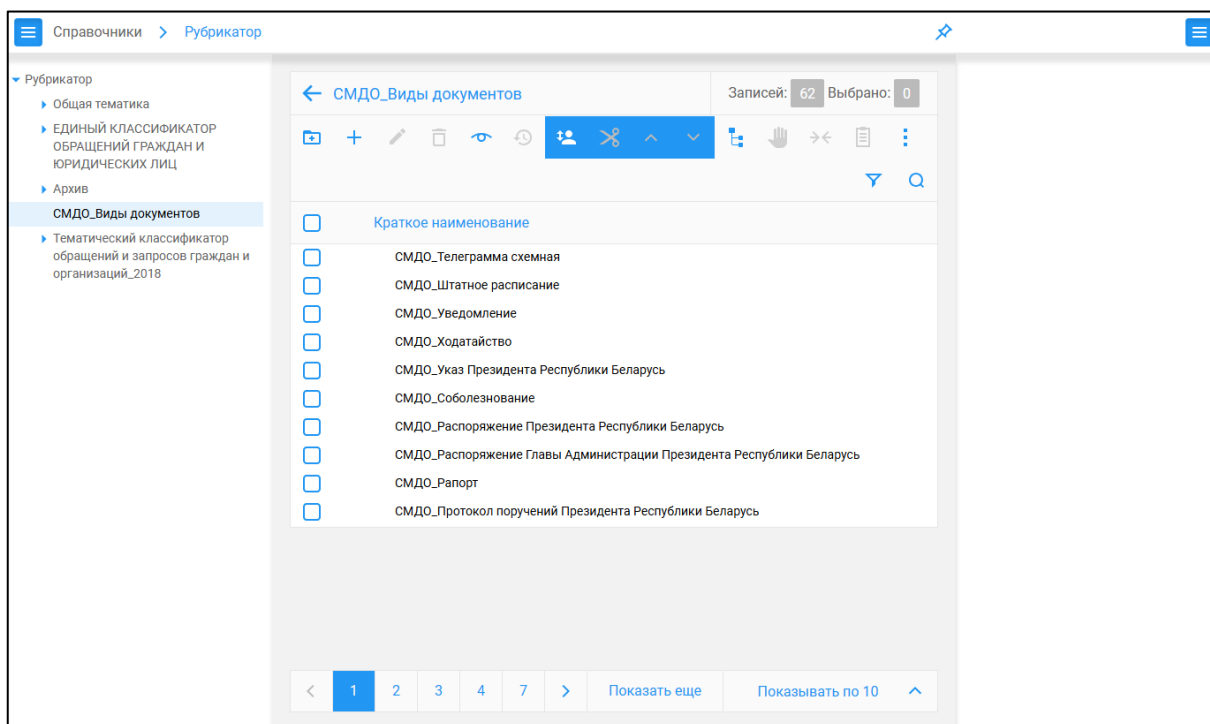 Справочники > Рубрикатор
Рубрикатор
Общая тематика
ЕДИНЫЙ КЛАССИФИКАТОР
ОБРАЩЕНИЙ ГРАЖДАН И
ЮРИДИЧЕСКИХ ЛИЦ
Архив
СМДО_Виды документов
Тематический классификатор
обращений и запросов граждан и
организаций_2018
СМДО_Виды документов Записей: 62 Выбрано: 0
Краткое наименование
СМДО_Телеграмма схемная
СМДО_Штатное расписание
СМДО_Уведомление
СМДО_Ходатайство
СМДО_Указ Президента Республики Беларусь
СМДО_Соболезнование
СМДО_Распоряжение Президента Республики Беларусь
СМДО_Распоряжение Главы Администрации Президента Республики Беларусь
СМДО_Рапорт
СМДО_Протокол поручений Президента Республики Беларусь
< 1 2 3 4 7 > Показать еще Показывать по 10